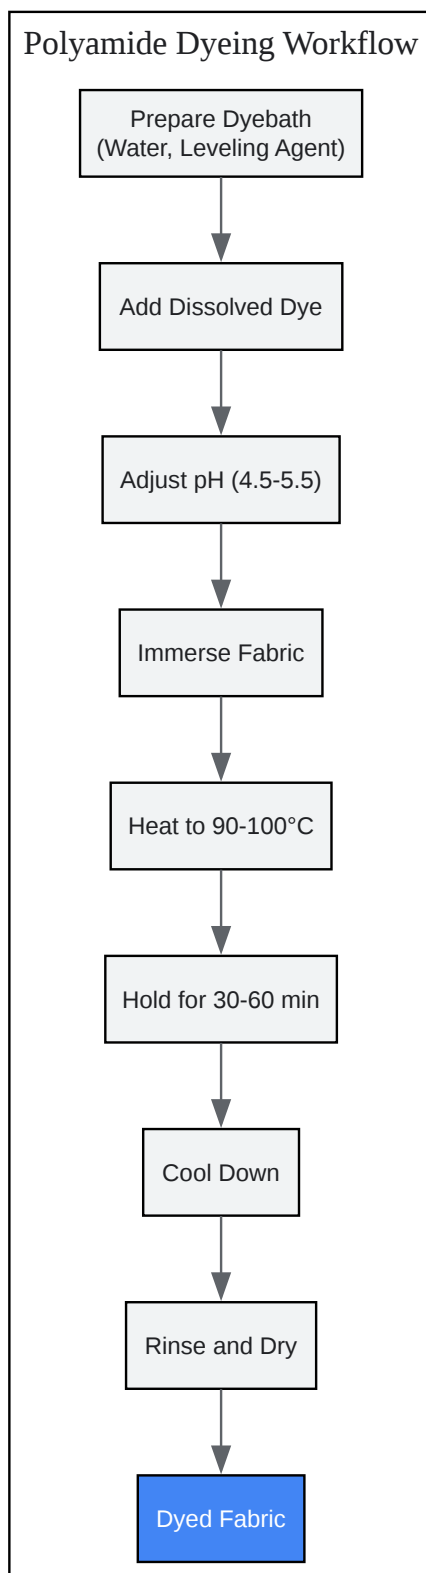 Polyamide Dyeing Workflow
Prepare Dyebath
(Water, Leveling Agent)
Add Dissolved Dye
Adjust pH (4.5-5.5)
Immerse Fabric
Heat to 90-100°C
Hold for 30-60 min
Cool Down
Rinse and Dry
Dyed Fabric